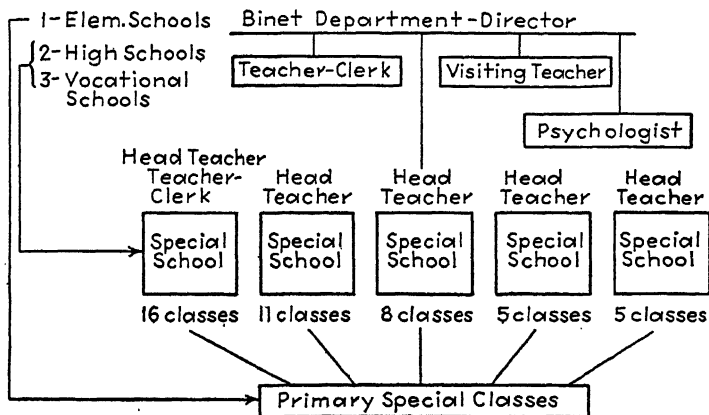 1-Elem. Schools
2-High Schools
3-Vocational
Schools
Binet Department-Director
Teacher-Clerk
Visiting Teacher
Psychologist
Head Teacher
Teacher-
Clerk
Head
Teacher
Head
Teacher
Head
Teacher
Head
Teacher
Special
School
Special
School
Special
School
Special
School
Special
School
16 classes
11 classes
8 classes
5 classes
5 classes
Primary Special Classes